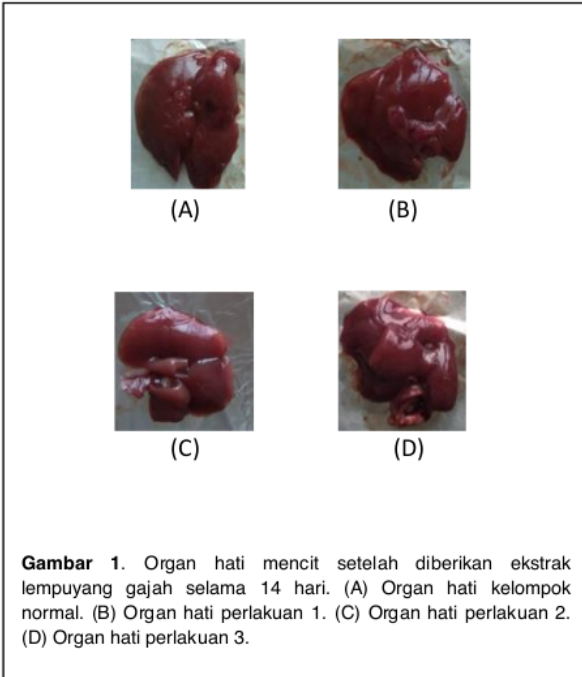 (A)
(B)
(C)
(D)
Gambar 1. Organ hati mencit setelah diberikan ekstrak
lempuyang gajah selama 14 hari. (A) Organ hati kelompok
normal. (B) Organ hati perlakuan 1. (C) Organ hati perlakuan 2.
(D) Organ hati perlakuan 3.